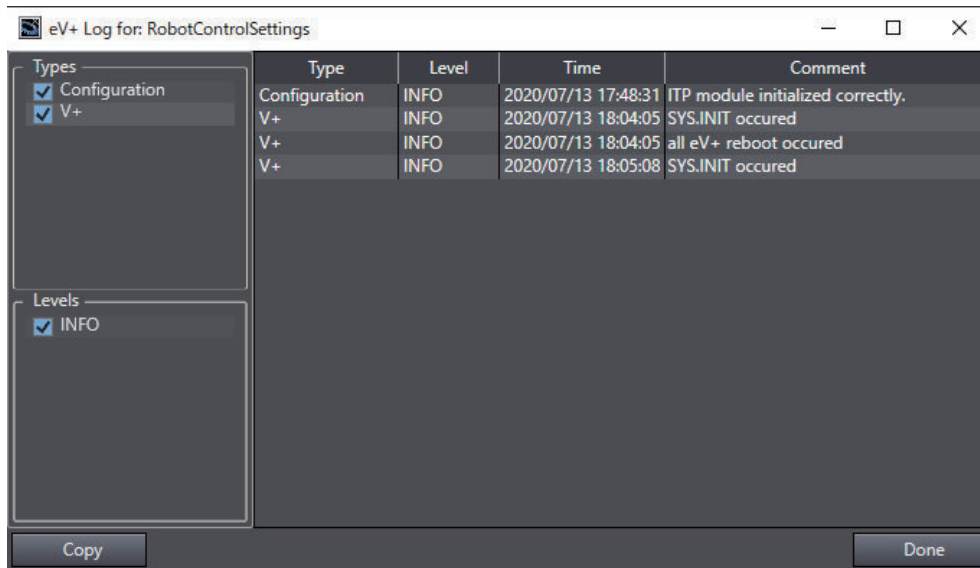 eV+ Log for: RobotControlSettings
Types
Configuration
V+
Levels
INFO
Type Level Time Comment
Configuration INFO 2020/07/13 17:48:31 ITP module initialized correctly.
V+ INFO 2020/07/13 18:04:05 SYS.INIT occured
V+ INFO 2020/07/13 18:04:05 all eV+ reboot occured
V+ INFO 2020/07/13 18:05:08 SYS.INIT occured
Copy
Done